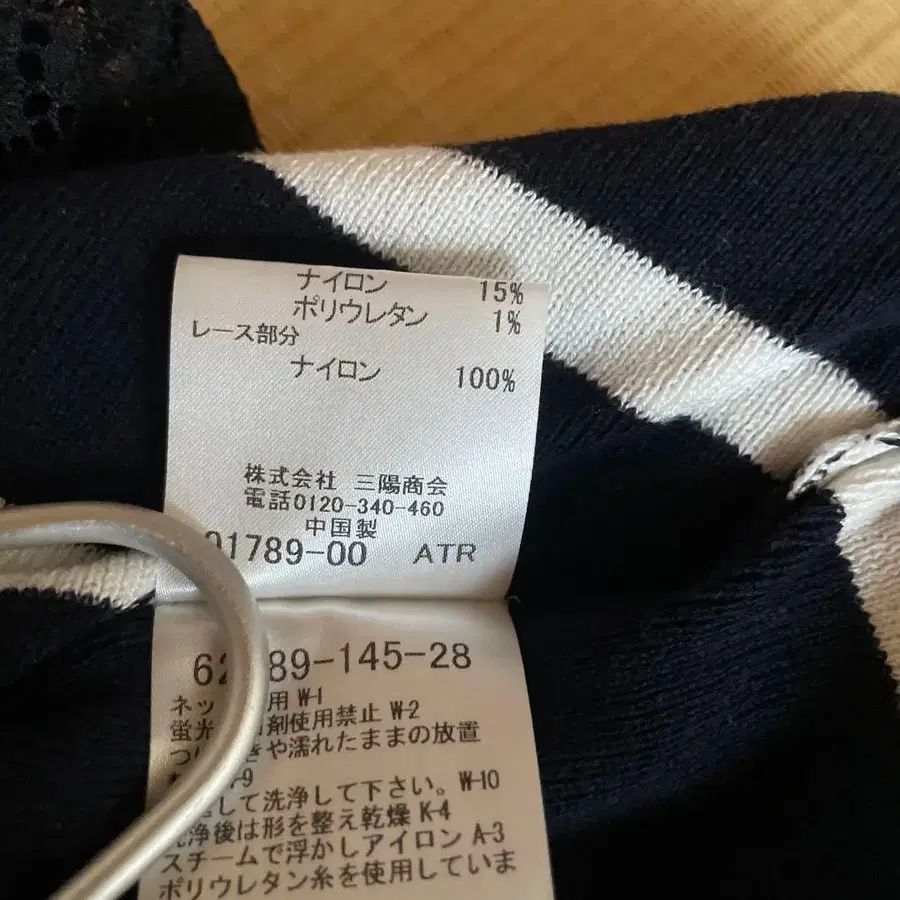 ナイロン 15%
ポリウレタン 1%
レース部分
ナイロン 100%
株式会社 三陽商会
電話0120-340-460
中国製
01789-00 ATR
89-145-28
ネッ 用 W-1
蛍光 剤使用禁止 W-2
や濡れたままの放置
-9
して洗浄して下さい。W-10
洗浄後は形を整え乾燥 K-4
スチームで浮かしアイロン A-3
ポリウレタン糸を使用していま